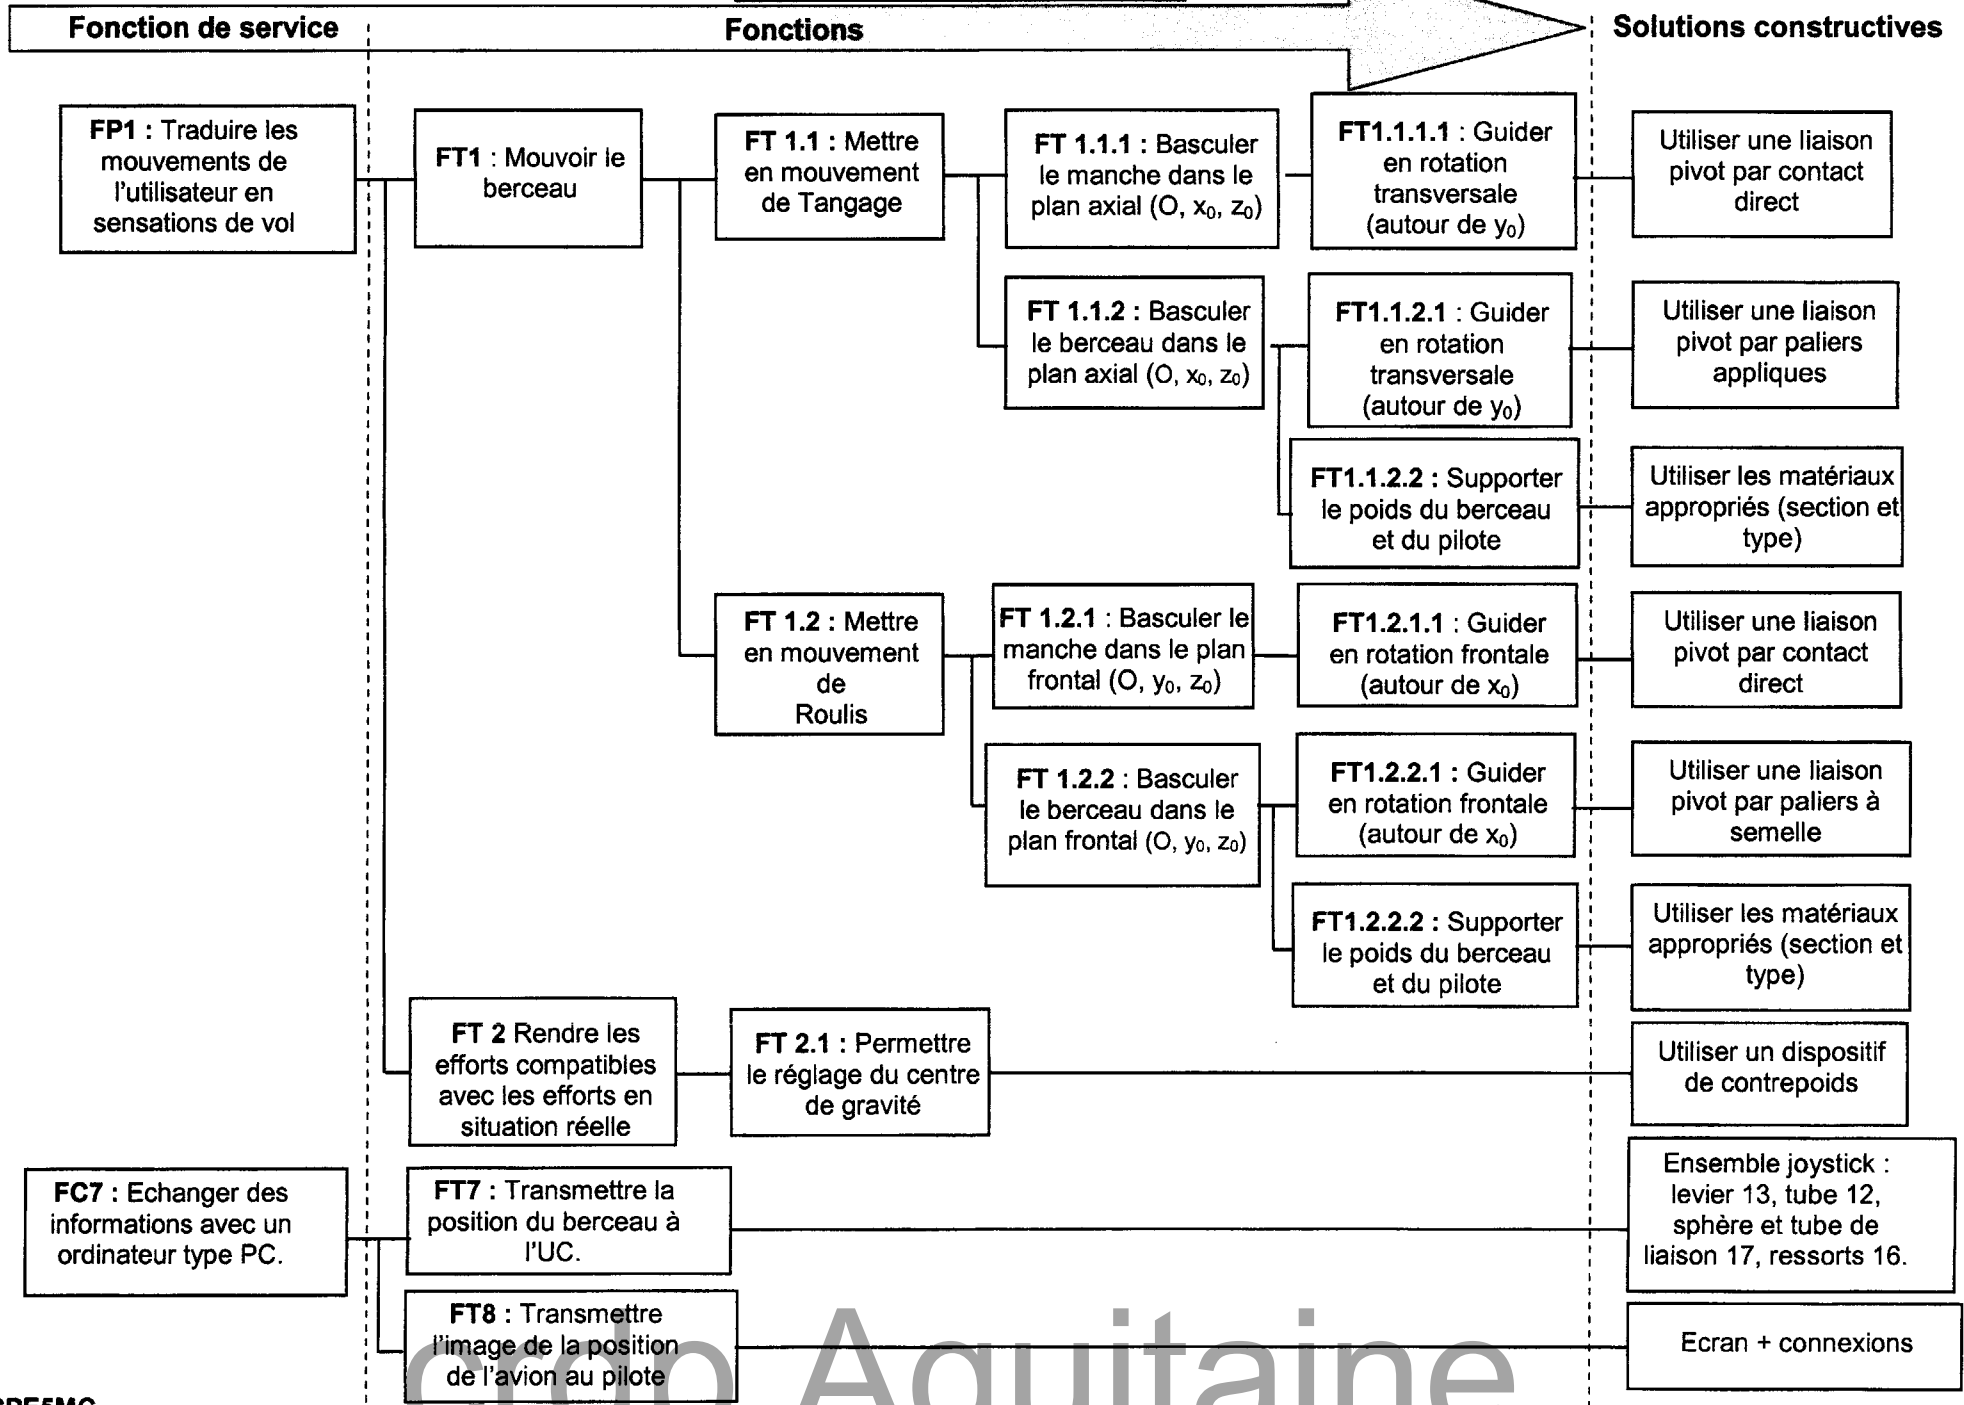 Fonction de service
Fonctions
Solutions constructives
FP1 : Traduire les
mouvements de
l'utilisateur en
sensations de vol
FT1 : Mouvoir le
berceau
FT 1.1 : Mettre
en mouvement
de Tangage
FT 1.1.1 : Basculer
le manche dans le
plan axial (O, x₀, z₀)
FT1.1.1.1 : Guider
en rotation
transversale
(autour de y₀)
Utiliser une liaison
pivot par contact
direct
FT 1.1.2 : Basculer
le berceau dans le
plan axial (O, x₀, z₀)
FT1.1.2.1 : Guider
en rotation
transversale
(autour de y₀)
Utiliser une liaison
pivot par paliers
appliques
FT1.1.2.2 : Supporter
le poids du berceau
et du pilote
Utiliser les matériaux
appropriés (section et
type)
FT 1.2 : Mettre
en mouvement
de
Roulis
FT 1.2.1 : Basculer le
manche dans le plan
frontal (O, y₀, z₀)
FT1.2.1.1 : Guider
en rotation frontale
(autour de x₀)
Utiliser une liaison
pivot par contact
direct
FT 1.2.2 : Basculer
le berceau dans le
plan frontal (O, y₀, z₀)
FT1.2.2.1 : Guider
en rotation frontale
(autour de x₀)
Utiliser une liaison
pivot par paliers à
semelle
FT1.2.2.2 : Supporter
le poids du berceau
et du pilote
Utiliser les matériaux
appropriés (section et
type)
FT 2 Rendre les
efforts compatibles
avec les efforts en
situation réelle
FT 2.1 : Permettre
le réglage du centre
de gravité
Utiliser un dispositif
de contrepoids
FC7 : Echanger des
informations avec un
ordinateur type PC.
FT7 : Transmettre la
position du berceau à
l'UC.
Ensemble joystick :
levier 13, tube 12,
sphère et tube de
liaison 17, ressorts 16.
FT8 : Transmettre
l'image de la position
de l'avion au pilote
Ecran + connexions
crdp Aquitaine